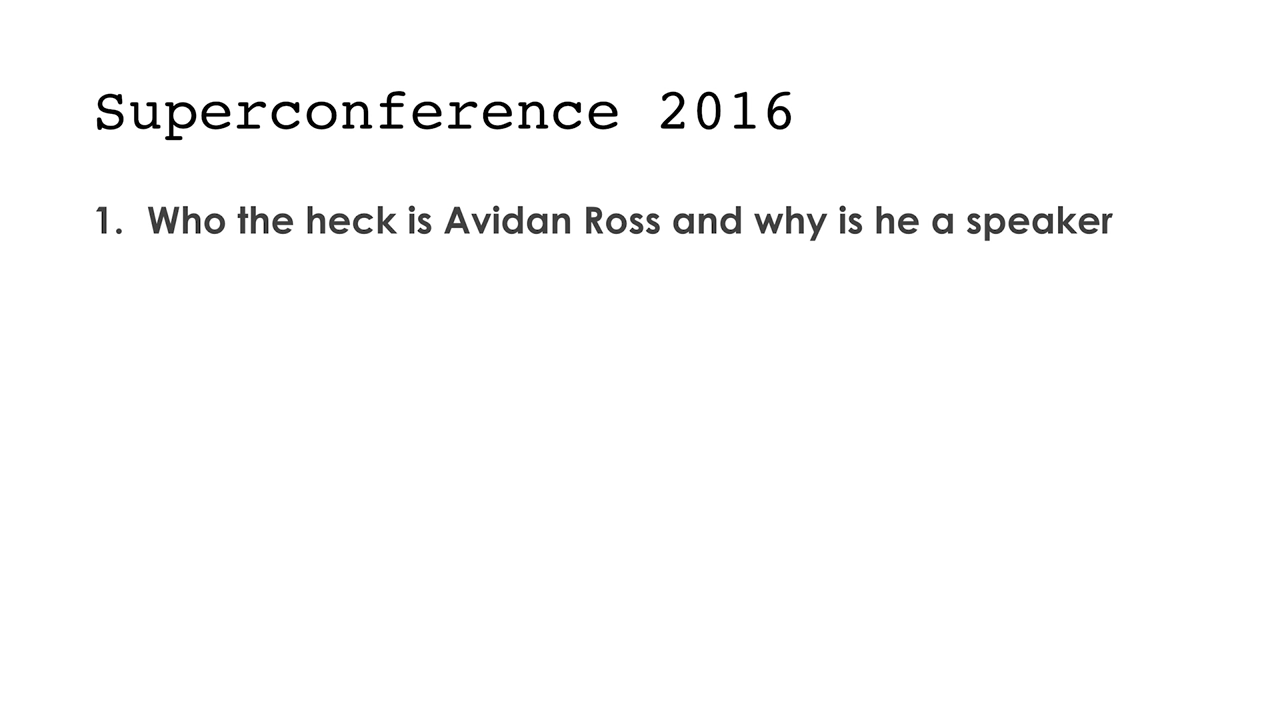 Superconference 2016
1. Who the heck is Avidan Ross and why is he a speaker